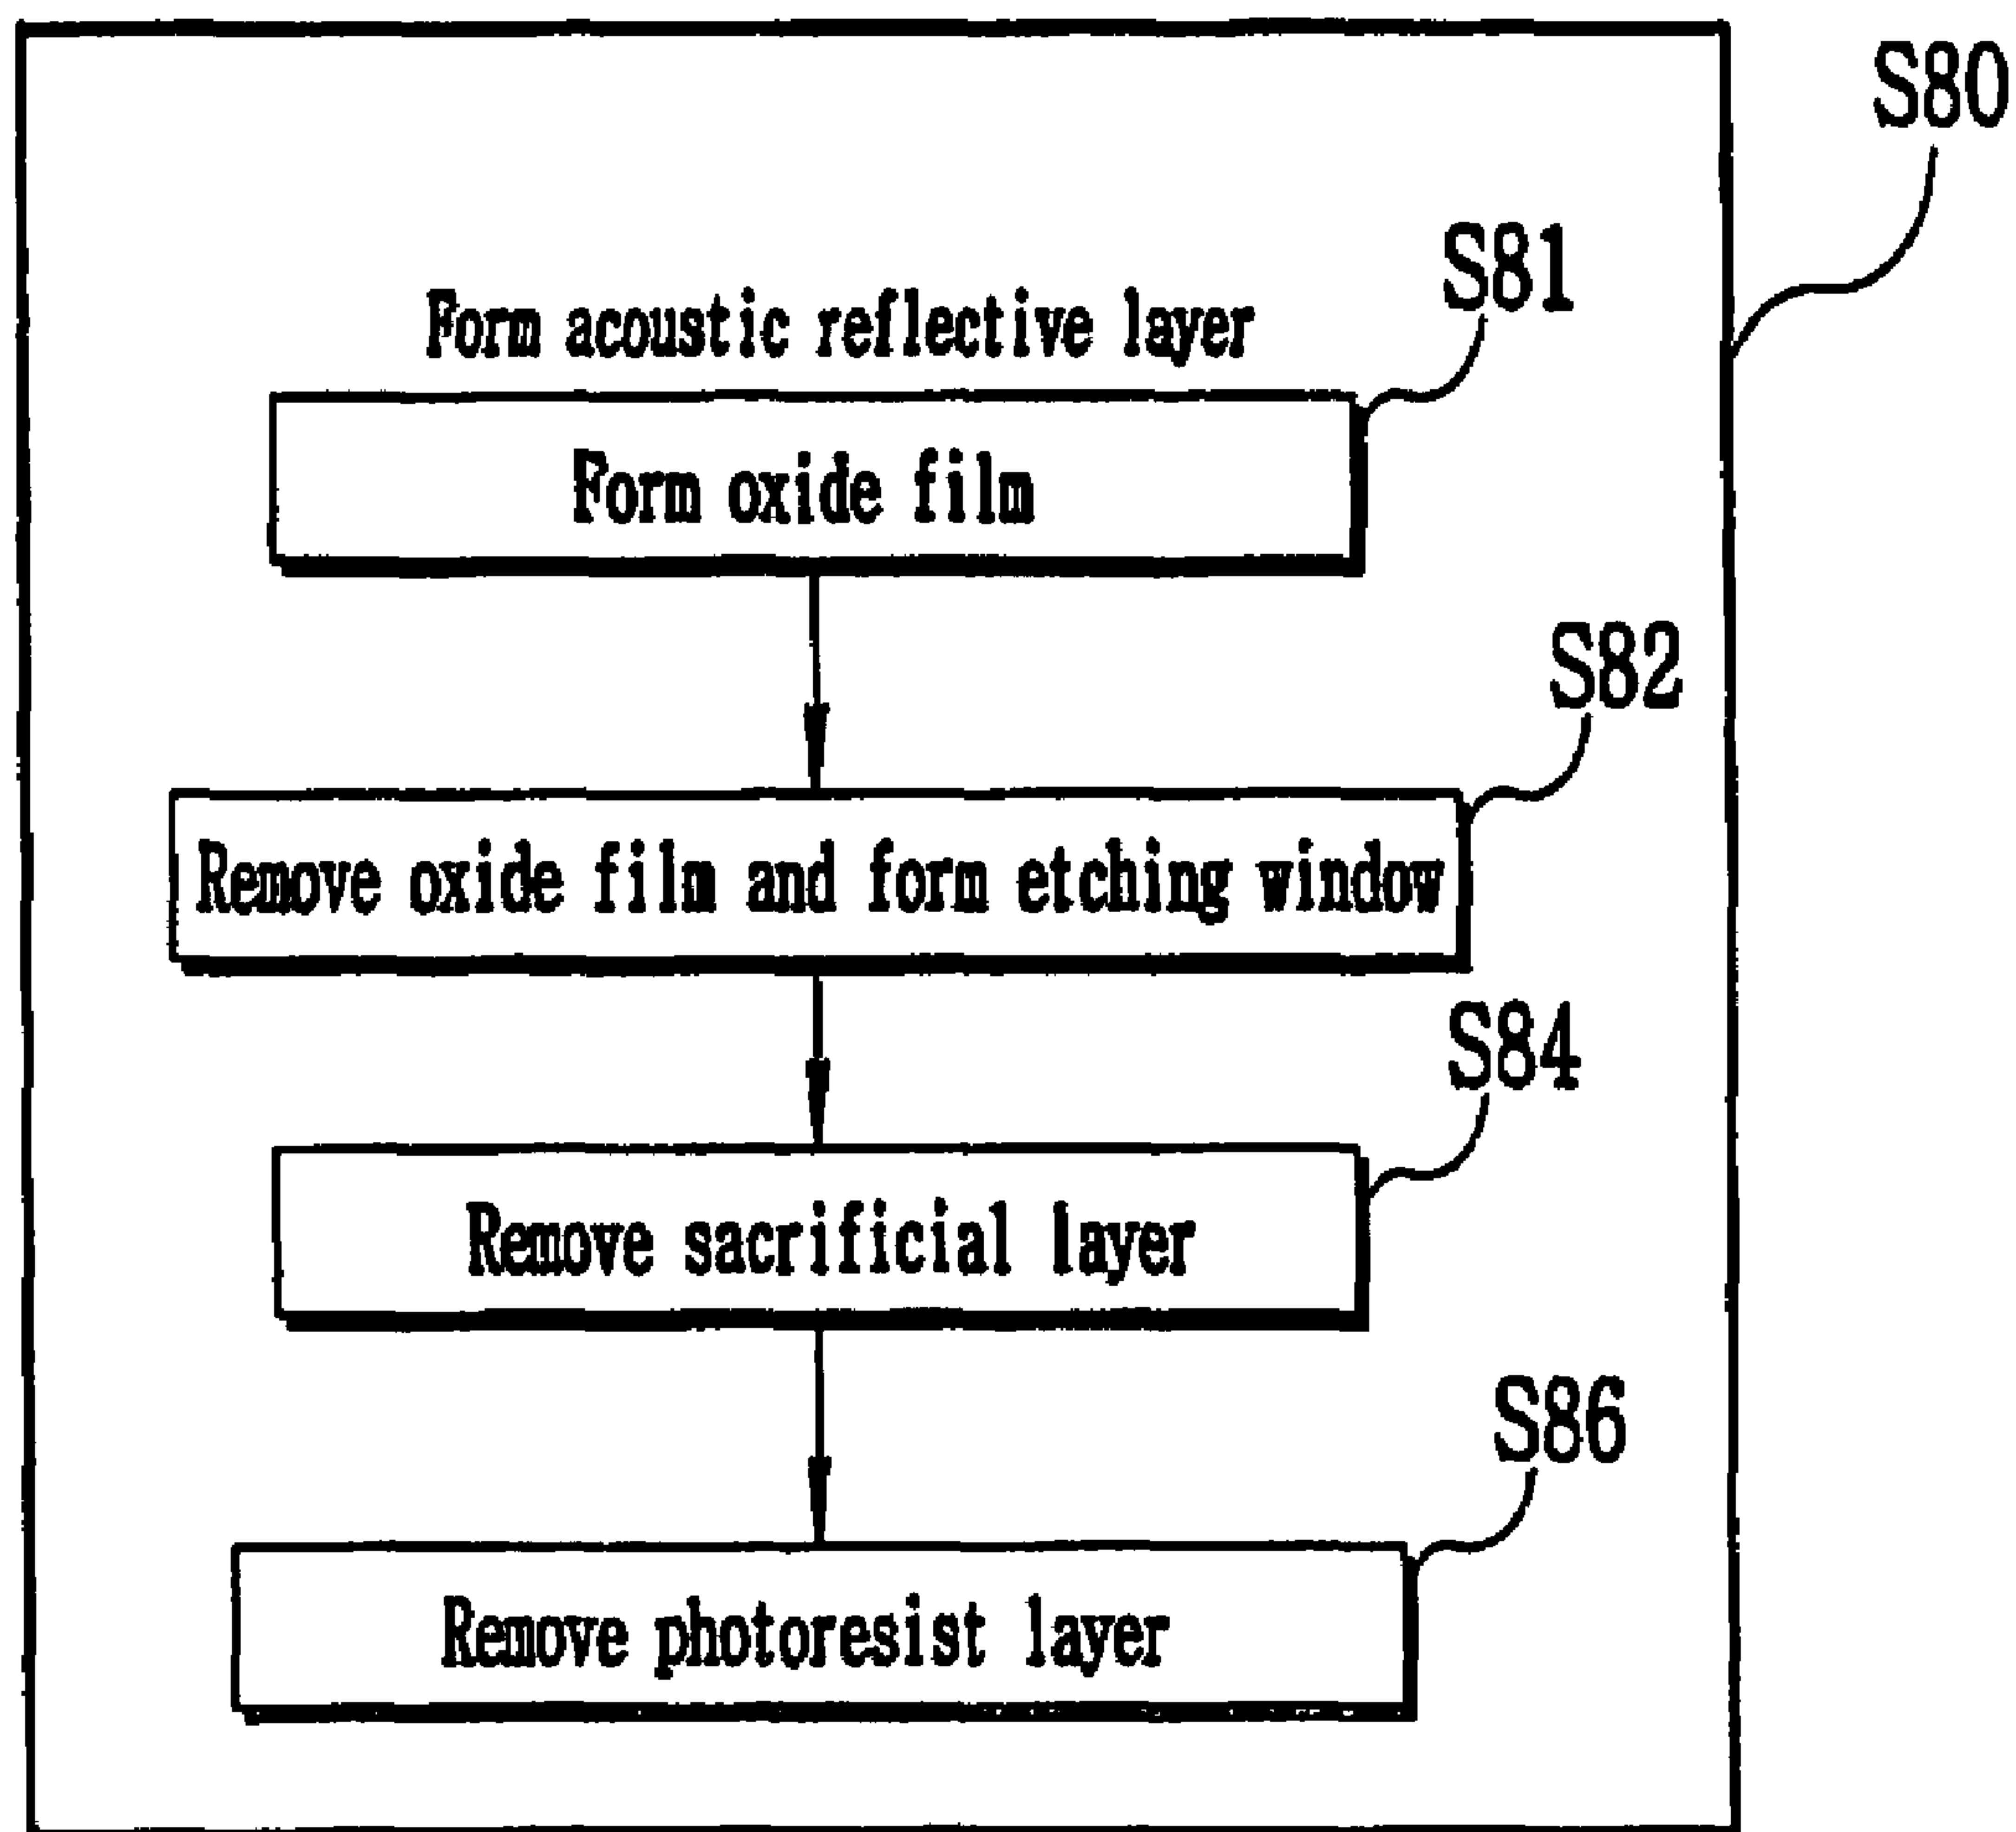 S80
S81
Form acoustic reflective layer
Form oxide film
S82
Remove oxide film and form etching window
S84
Remove sacrificial layer
S86
Remove photoresist layer